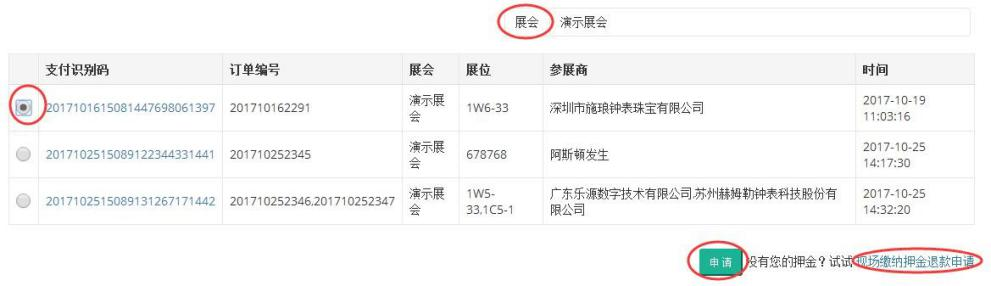 展会 演示展会
支付识别码 订单编号 展会 展位 参展商 时间
2017101615081447698061397 201710162291 演示展会 1W6-33 深圳市施琅钟表珠宝有限公司 2017-10-19 11:03:16
2017102515089122344331441 201710252345 演示展会 678768 阿斯顿发生 2017-10-25 14:17:30
2017102515089131267171442 201710252346,201710252347 演示展会 1W5-33,1C5-1 广东乐源数字技术有限公司,苏州赫姆勒钟表科技股份有限公司 2017-10-25 14:32:20
申请 没有您的押金？试试 现场缴纳押金退款申请